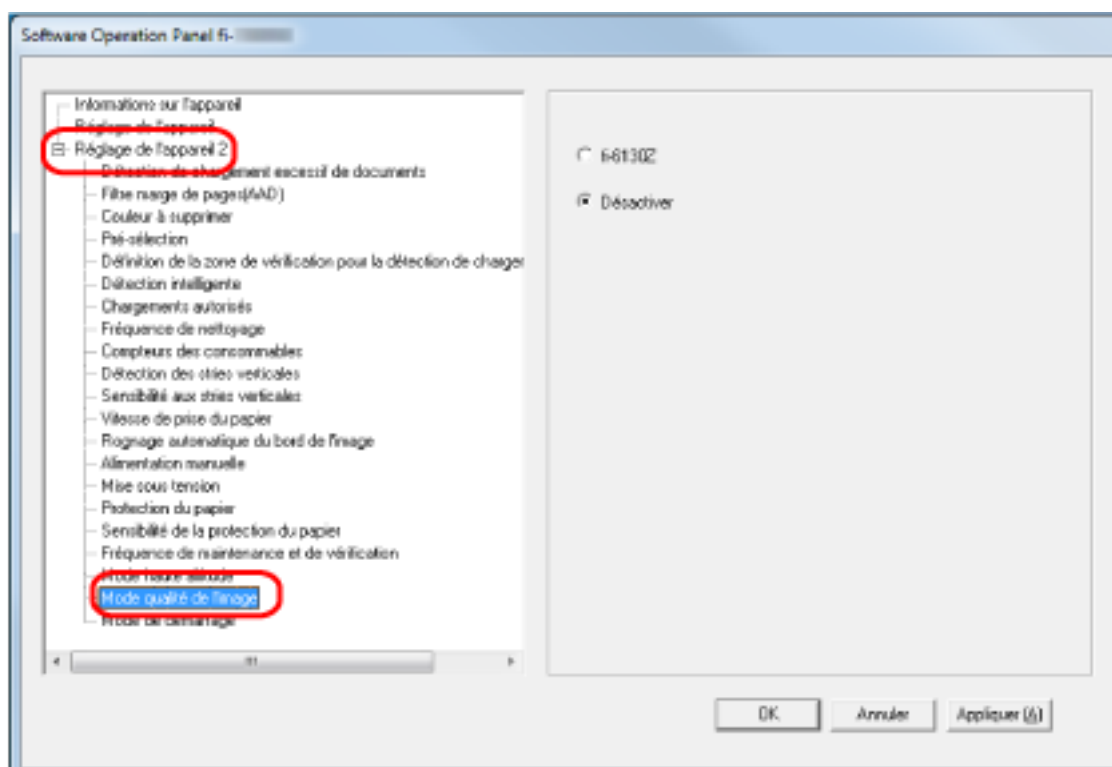 Software Operation Panel fi-
Informations sur l'appareil
Réglage de l'appareil
Réglage de l'appareil 2
Détection de chargement excessif de documents
Filtre marge de pages(AAD)
Couleur à supprimer
Pré-sélection
Définition de la zone de vérification pour la détection de charger
Détection intelligente
Chargements autorisés
Fréquence de nettoyage
Compteurs des consommables
Détection des stries verticales
Sensibilité aux stries verticales
Vitesse de prise du papier
Rognage automatique du bord de l'image
Alimentation manuelle
Mise sous tension
Protection du papier
Sensibilité de la protection du papier
Fréquence de maintenance et de vérification
Mode haute altitude
Mode qualité de l'image
Mode de démarrage
fi-6130Z
Désactiver
OK
Annuler
Appliquer (A)